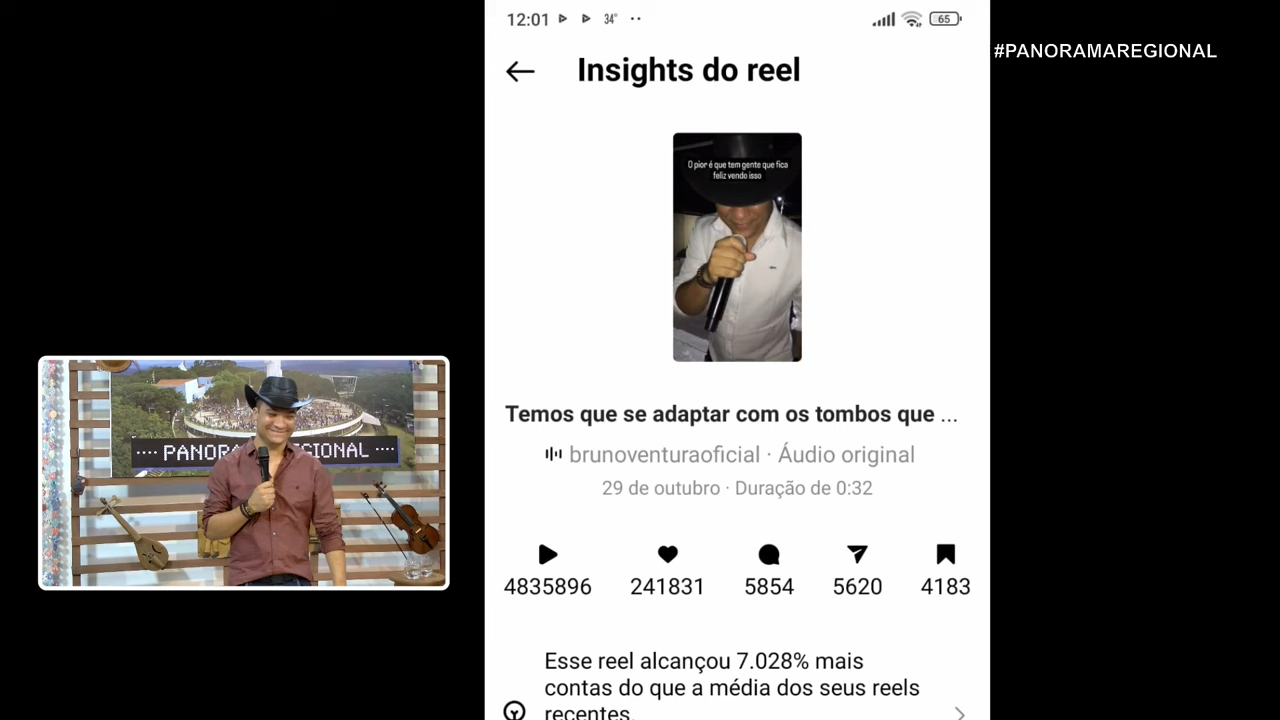 12:01
34°
65
#PANORAMAREGIONAL
Insights do reel
O pior é que tem gente que fica
feliz vendo isso
Temos que se adaptar com os tombos que ...
brunoventuraoficial · Áudio original
29 de outubro · Duração de 0:32
4835896 241831 5854 5620 4183
Esse reel alcançou 7.028% mais
contas do que a média dos seus reels
recentes.